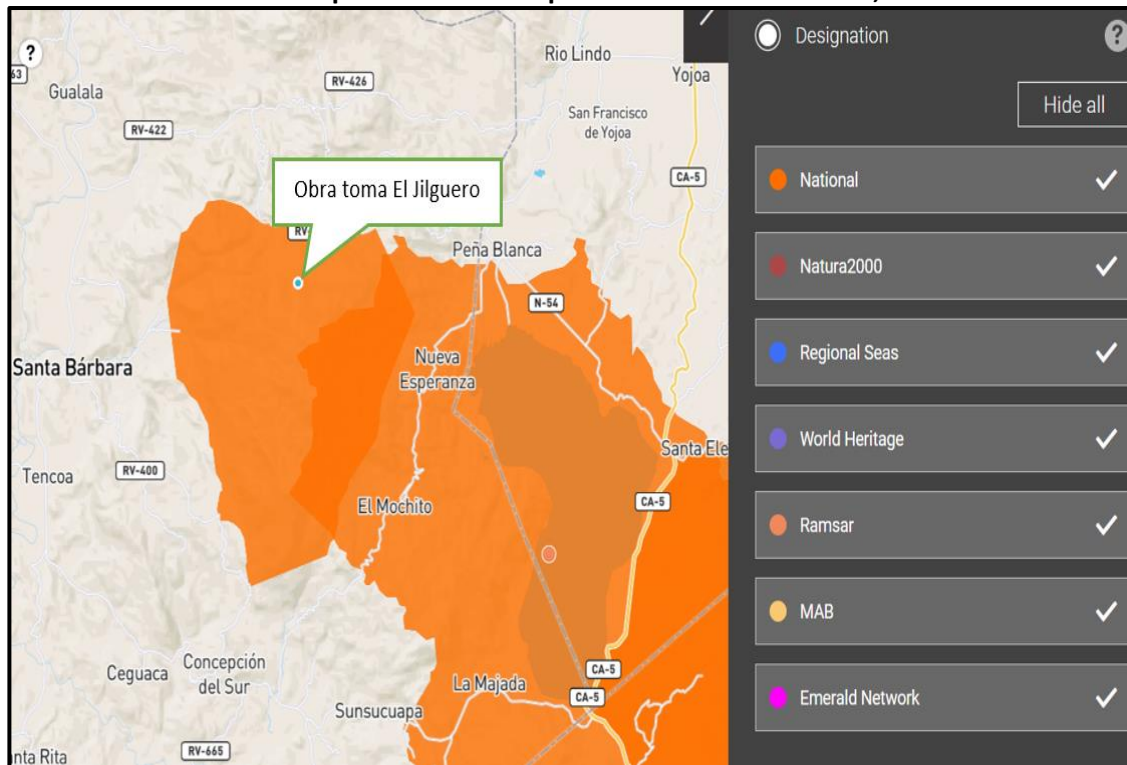 ?
63
Gualala
RV-426
Rio Lindo
Yojoa
RV-422
San Francisco
de Yojoa
CA-5
Obra toma El Jilguero
RV
Peña Blanca
N-54
Santa Bárbara
Nueva
Esperanza
Santa Ele
Tencoa
RV-400
El Mochito
CA-5
Ceguaca
Concepción
del Sur
La Majada
CA-5
CA-5
Sunsucuapa
nta Rita
RV-665
Designation
?
Hide all
National
Natura2000
Regional Seas
World Heritage
Ramsar
MAB
Emerald Network